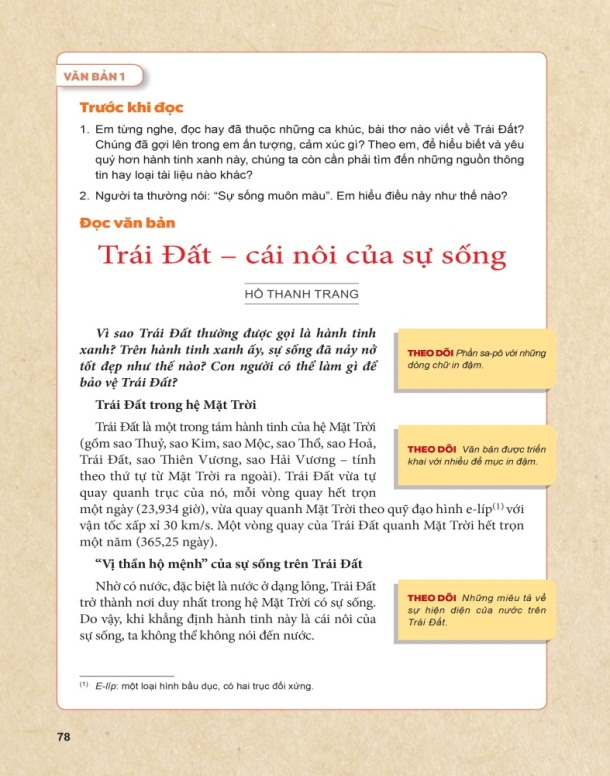 VĂN BẢN 1
Trước khi đọc
1. Em từng nghe, đọc hay đã thuộc những ca khúc, bài thơ nào viết về Trái Đất?
Chúng đã gợi lên trong em ấn tượng, cảm xúc gì? Theo em, để hiểu biết và yêu
quý hơn hành tinh xanh này, chúng ta còn cần phải tìm đến những nguồn thông
tin hay loại tài liệu nào khác?
2. Người ta thường nói: “Sự sống muôn màu”. Em hiểu điều này như thế nào?
Đọc văn bản
Trái Đất – cái nôi của sự sống
HỒ THANH TRANG
Vì sao Trái Đất thường được gọi là hành tinh
xanh? Trên hành tinh xanh ấy, sự sống đã nảy nở
tốt đẹp như thế nào? Con người có thể làm gì để
bảo vệ Trái Đất?
THEO DÕI Phần sa-pô với những
dòng chữ in đậm.
Trái Đất trong hệ Mặt Trời
Trái Đất là một trong tám hành tinh của hệ Mặt Trời
(gồm sao Thuỷ, sao Kim, sao Mộc, sao Thổ, sao Hoả,
Trái Đất, sao Thiên Vương, sao Hải Vương – tính
theo thứ tự từ Mặt Trời ra ngoài). Trái Đất vừa tự
quay quanh trục của nó, mỗi vòng quay hết trọn
một ngày (23,934 giờ), vừa quay quanh Mặt Trời theo quỹ đạo hình e-líp(1) với
vận tốc xấp xỉ 30 km/s. Một vòng quay của Trái Đất quanh Mặt Trời hết trọn
một năm (365,25 ngày).
THEO DÕI Văn bản được triển
khai với nhiều đề mục in đậm.
“Vị thần hộ mệnh” của sự sống trên Trái Đất
Nhờ có nước, đặc biệt là nước ở dạng lỏng, Trái Đất
trở thành nơi duy nhất trong hệ Mặt Trời có sự sống.
Do vậy, khi khẳng định hành tinh này là cái nôi của
sự sống, ta không thể không nói đến nước.
THEO DÕI Những miêu tả về
sự hiện diện của nước trên
Trái Đất.
(1) E-líp: một loại hình bầu dục, có hai trục đối xứng.
78